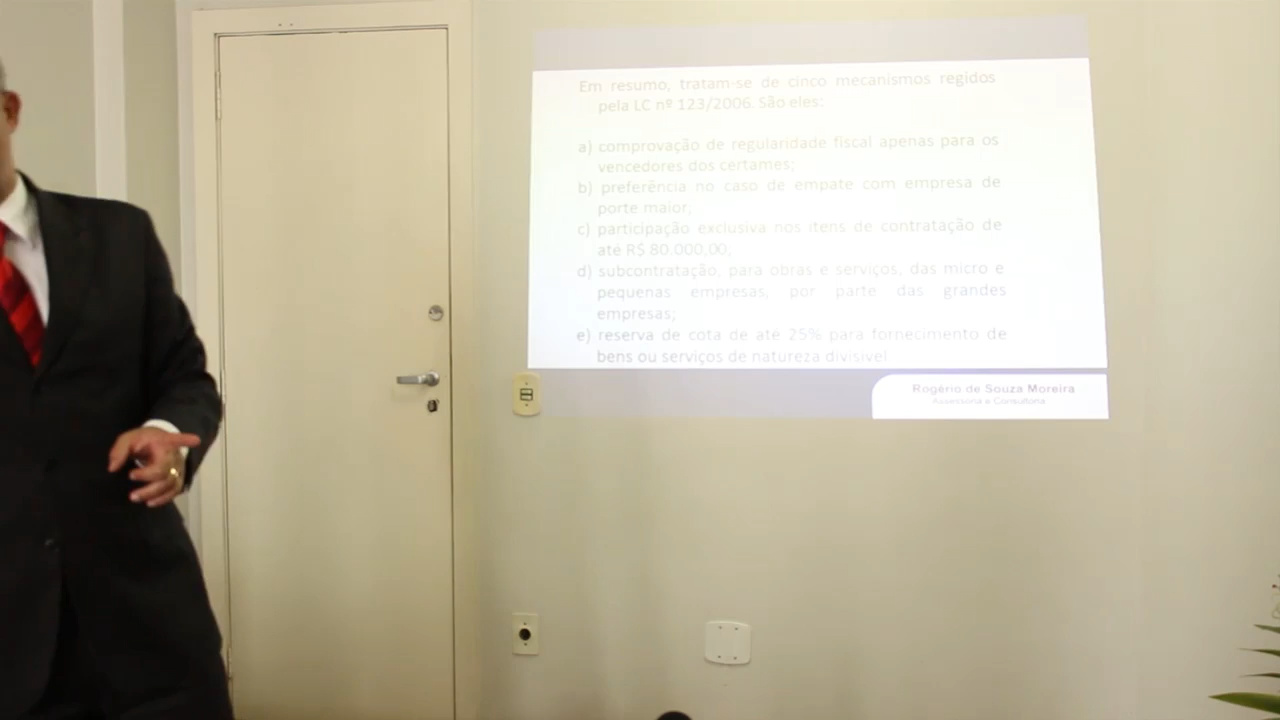 Em resumo, tratam-se de cinco mecanismos regidos
pela LC nº 123/2006. São eles:
a) comprovação de regularidade fiscal apenas para os
vencedores dos certames;
b) preferência no caso de empate com empresa de
porte maior;
c) participação exclusiva nos itens de contratação de
até R$ 80.000,00.
d) subcontratação, para obras e serviços, das micro e
pequenas empresas, por parte das grandes
empresas;
e) reserva de cota de até 25% para fornecimento de
bens ou serviços de natureza divisível
Rogério de Souza Moreira
Assessoria e Consultoria